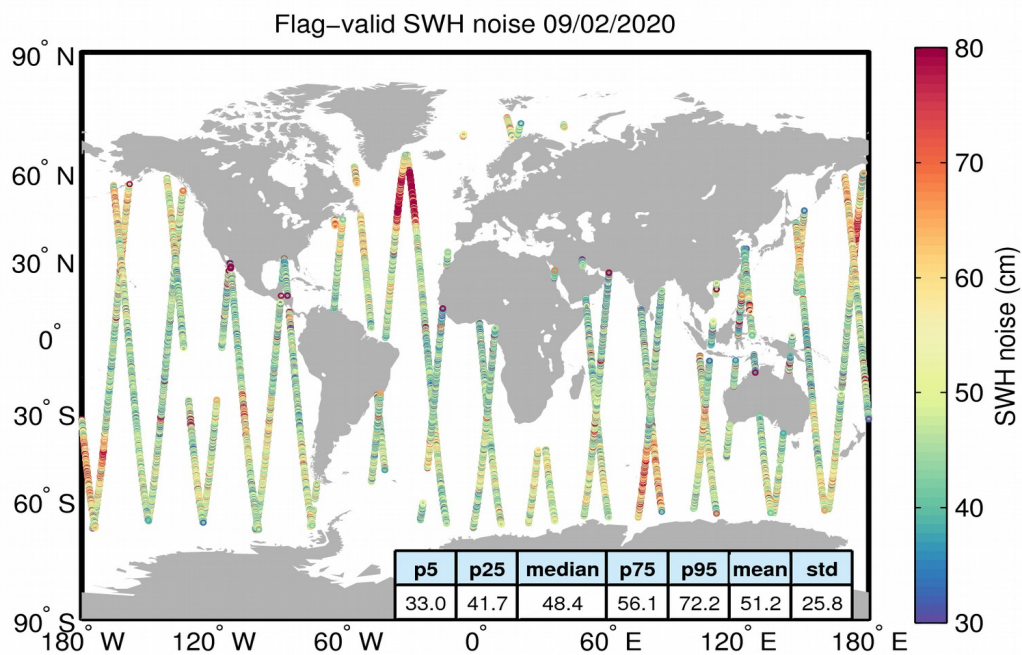 Flag−valid SWH noise 09/02/2020
90° N
60° N
30° N
0°
30° S
60° S
90° S
180° W
120° W
60° W
0°
60° E
120° E
180° E
80
70
60
50
40
30
SWH noise (cm)
p5 p25 median p75 p95 mean std
33.0 41.7 48.4 56.1 72.2 51.2 25.8